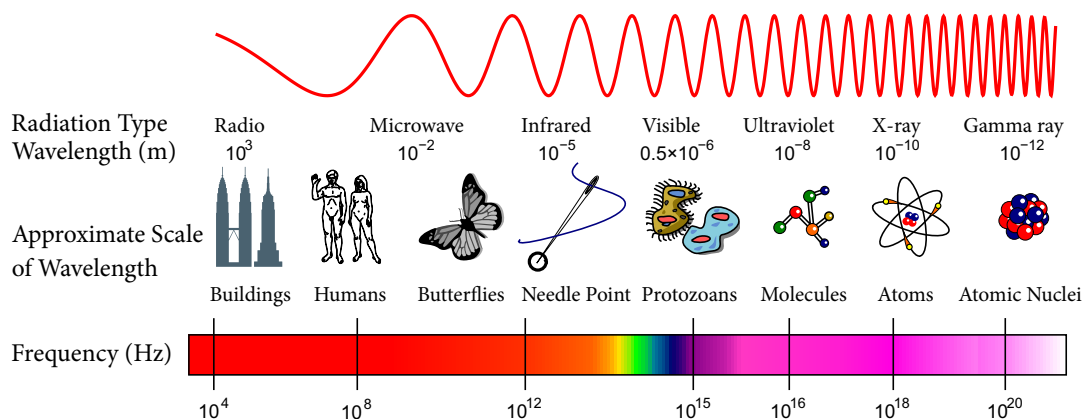 Radiation Type Radio Microwave Infrared Visible Ultraviolet X-ray Gamma ray
Wavelength (m) 10³ 10⁻² 10⁻⁵ 0.5×10⁻⁶ 10⁻⁸ 10⁻¹⁰ 10⁻¹²
Approximate Scale
of Wavelength
Buildings Humans Butterflies Needle Point Protozoans Molecules Atoms Atomic Nuclei
Frequency (Hz)
10⁴ 10⁸ 10¹² 10¹⁵ 10¹⁶ 10¹⁸ 10²⁰